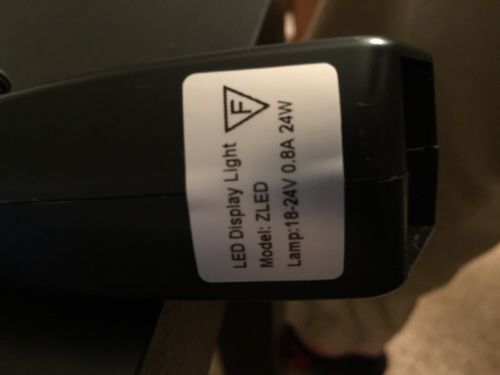 F
LED Display Light
Model: ZLED
Lamp:18-24V 0.8A 24W